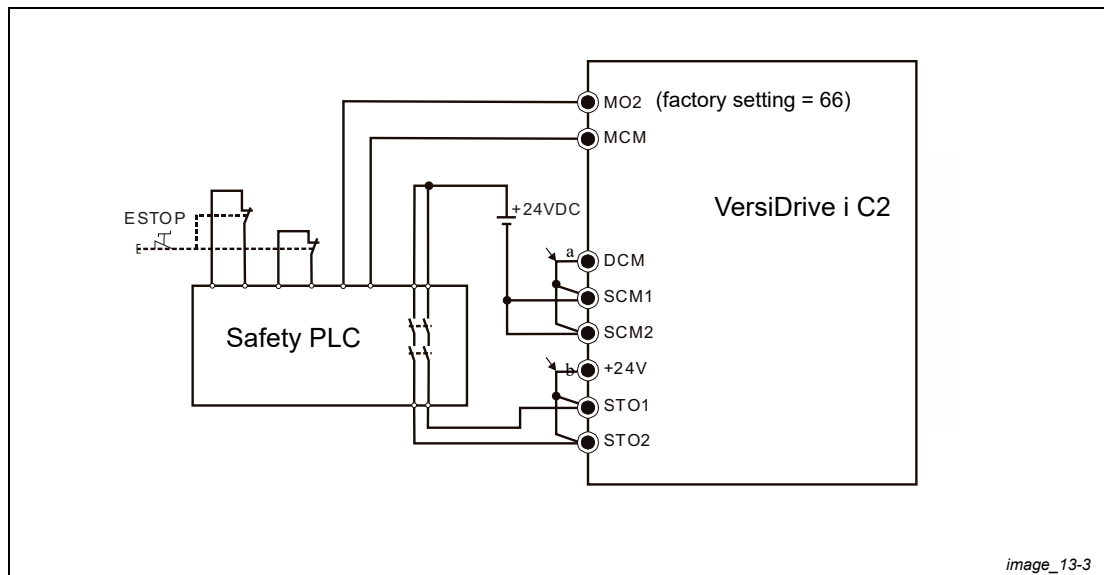 MO2 (factory setting = 66)
MCM
ESTOP
+24VDC
VersiDrive i C2
a
DCM
SCM1
Safety PLC
SCM2
b
+24V
STO1
STO2
image_13-3